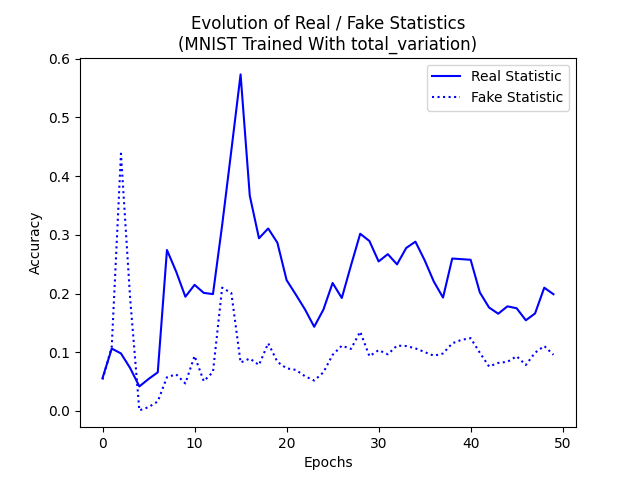 Evolution of Real / Fake Statistics
(MNIST Trained With total_variation)
Real Statistic
Fake Statistic
Accuracy
0.6
0.5
0.4
0.3
0.2
0.1
0.0
0 10 20 30 40 50
Epochs